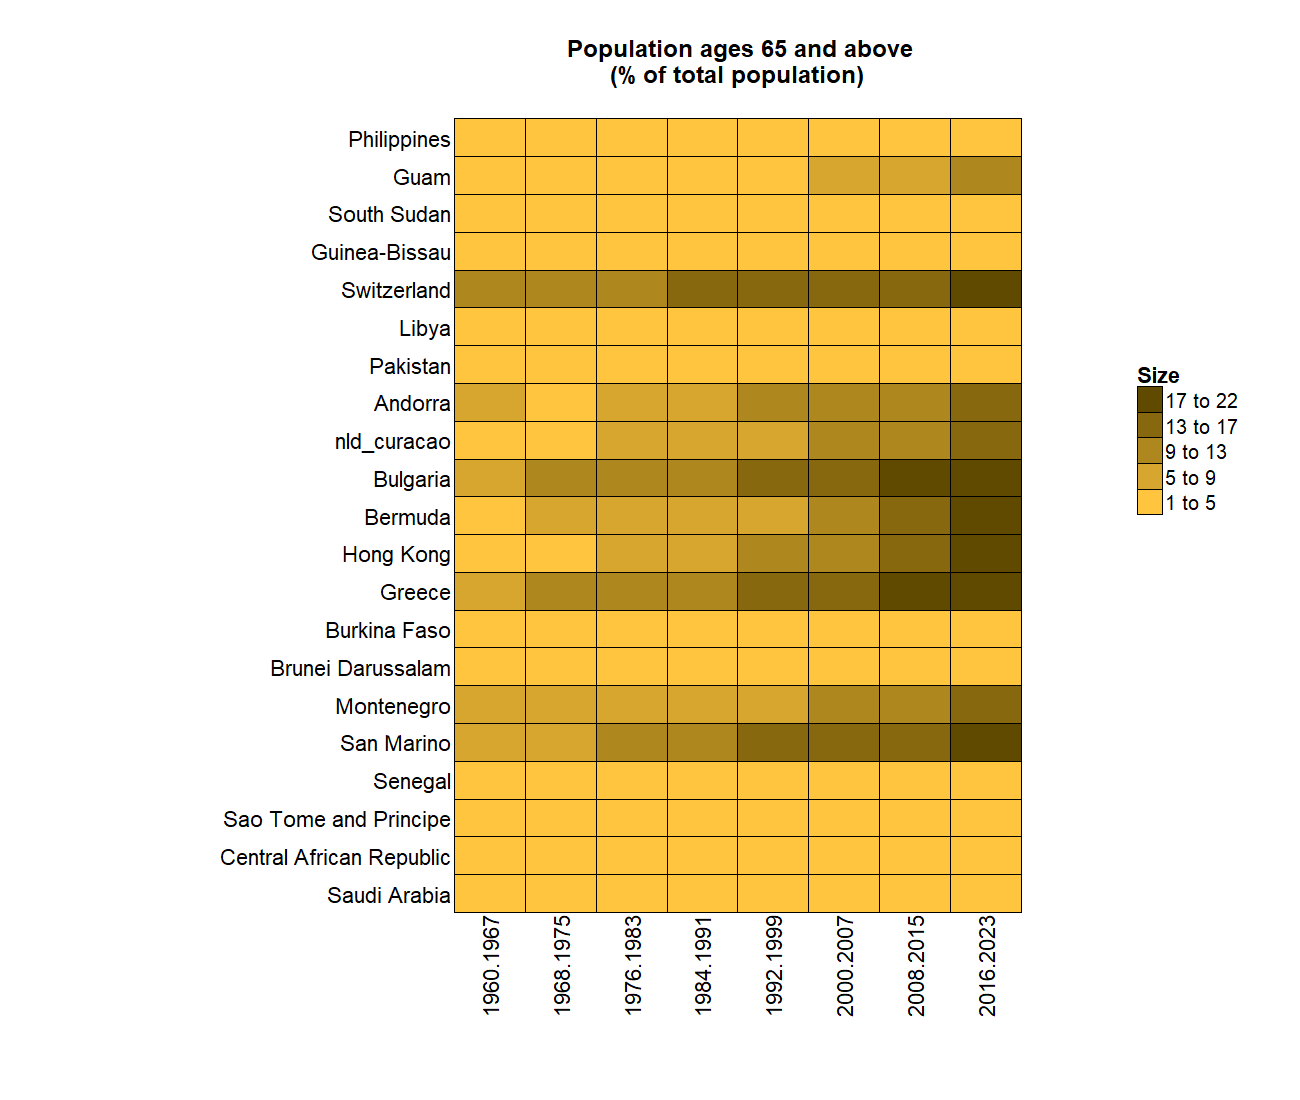 Population ages 65 and above
(% of total population)
Philippines
Guam
South Sudan
Guinea-Bissau
Switzerland
Libya
Pakistan
Andorra
nld_curacao
Bulgaria
Bermuda
Hong Kong
Greece
Burkina Faso
Brunei Darussalam
Montenegro
San Marino
Senegal
Sao Tome and Principe
Central African Republic
Saudi Arabia
1960.1967
1968.1975
1976.1983
1984.1991
1992.1999
2000.2007
2008.2015
2016.2023
Size
17 to 22
13 to 17
9 to 13
5 to 9
1 to 5